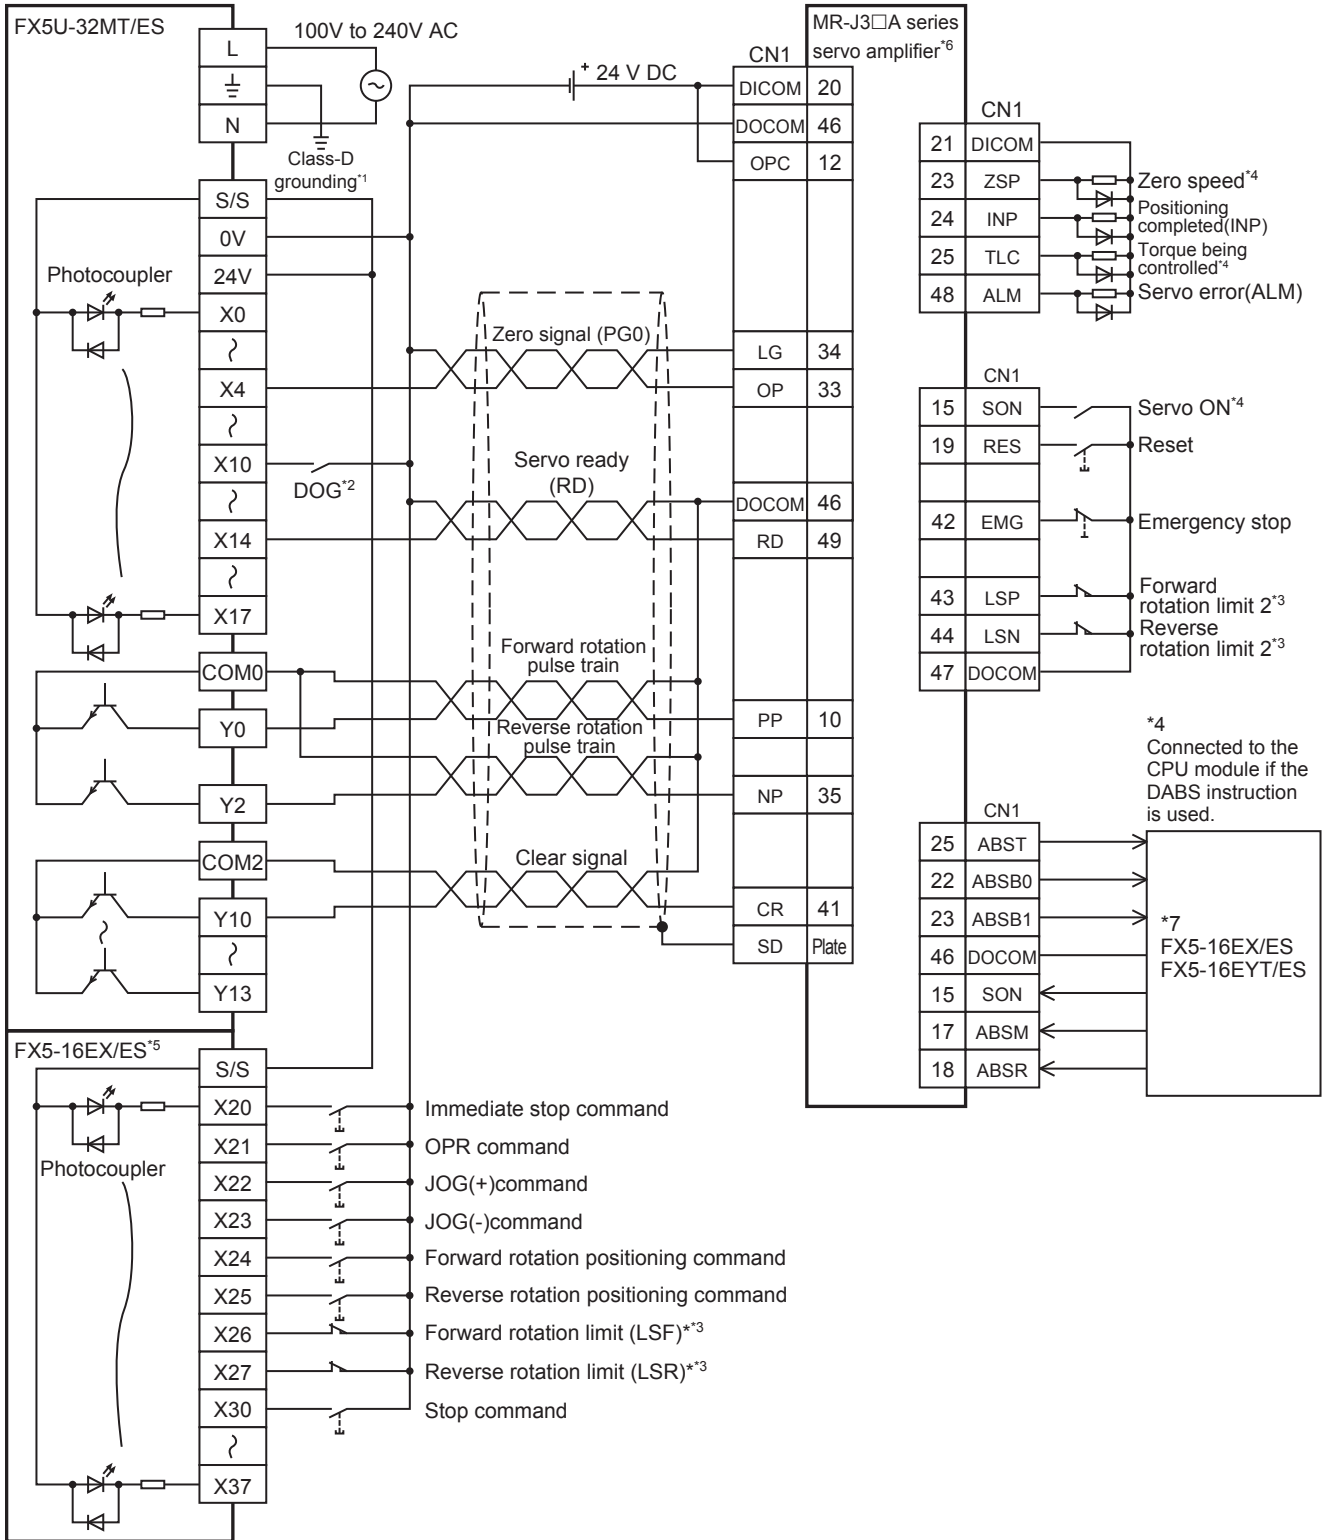 FX5U-32MT/ES
L
N
100V to 240V AC
Class-D
grounding*1
S/S
0V
24V
X0
X4
X10
X14
X17
Photocoupler
DOG*2
COM0
Y0
Y2
COM2
Y10
Y13
FX5-16EX/ES*5
S/S
X20
X21
X22
X23
X24
X25
X26
X27
X30
X37
Photocoupler
Immediate stop command
OPR command
JOG(+)command
JOG(-)command
Forward rotation positioning command
Reverse rotation positioning command
Forward rotation limit (LSF)**3
Reverse rotation limit (LSR)**3
Stop command
+ 24 V DC
Zero signal (PG0)
Servo ready
(RD)
Forward rotation
pulse train
Reverse rotation
pulse train
Clear signal
MR-J3□A series
servo amplifier*6
CN1
DICOM 20
DOCOM 46
OPC 12
LG 34
OP 33
DOCOM 46
RD 49
PP 10
NP 35
CR 41
SD Plate
CN1
21 DICOM
23 ZSP
24 INP
25 TLC
48 ALM
Zero speed*4
Positioning
completed(INP)
Torque being
controlled*4
Servo error(ALM)
CN1
15 SON
19 RES
42 EMG
43 LSP
44 LSN
47 DOCOM
Servo ON*4
Reset
Emergency stop
Forward
rotation limit 2*3
Reverse
rotation limit 2*3
*4
Connected to the
CPU module if the
DABS instruction
is used.
CN1
25 ABST
22 ABSB0
23 ABSB1
46 DOCOM
15 SON
17 ABSM
18 ABSR
*7
FX5-16EX/ES
FX5-16EYT/ES